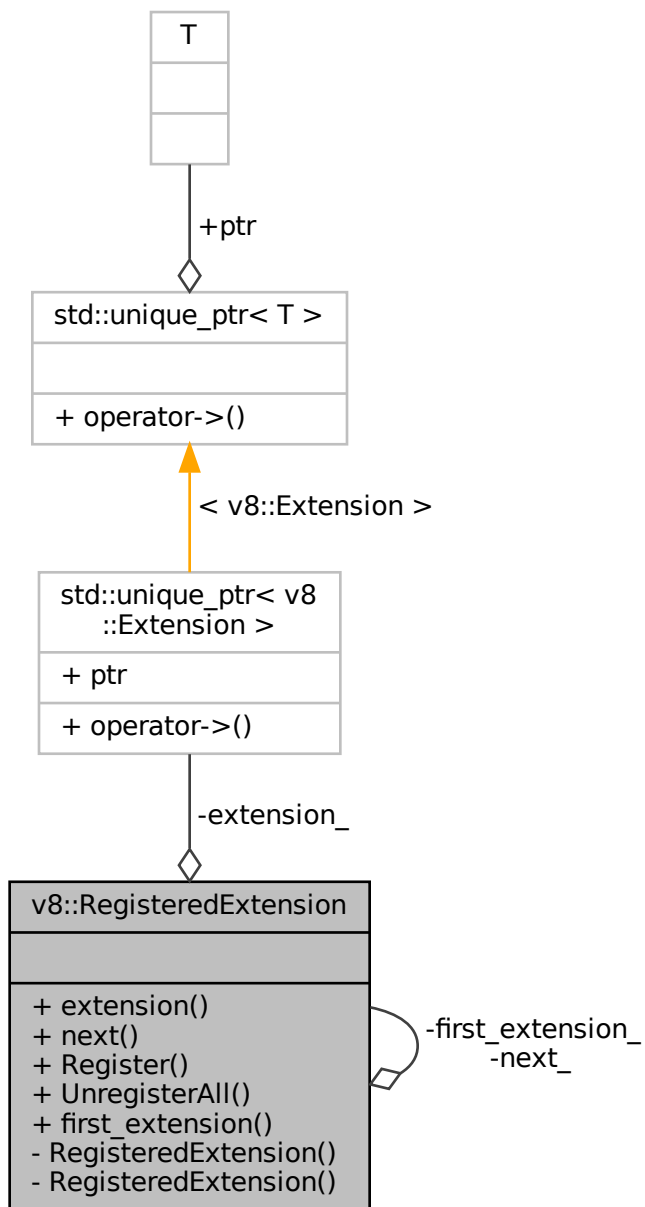 T
+ptr
std::unique_ptr< T >
+ operator->()
< v8::Extension >
std::unique_ptr< v8
::Extension >
+ ptr
+ operator->()
-extension_
v8::RegisteredExtension
+ extension()
+ next()
+ Register()
+ UnregisterAll()
+ first_extension()
- RegisteredExtension()
- RegisteredExtension()
-first_extension_
-next_